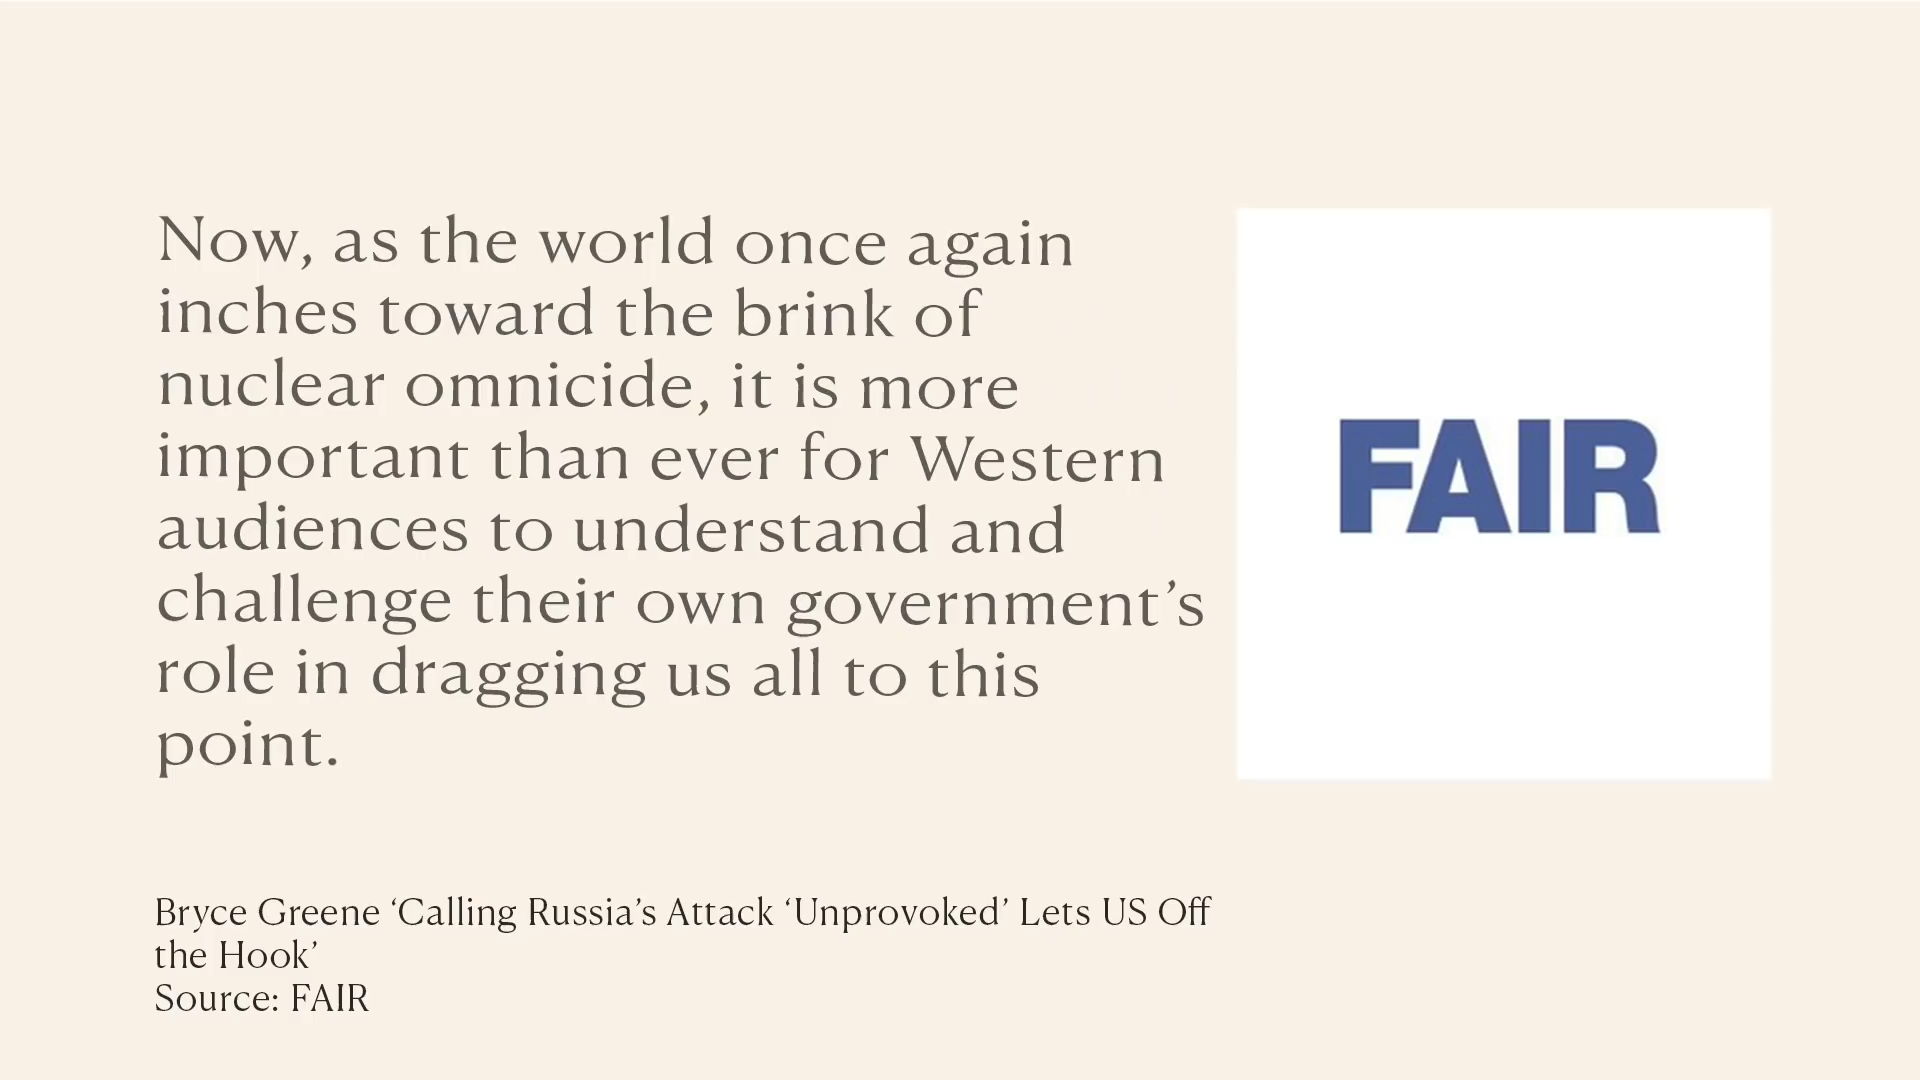 Now, as the world once again
inches toward the brink of
nuclear omnicide, it is more
important than ever for Western
audiences to understand and
challenge their own government’s
role in dragging us all to this
point.
FAIR
Bryce Greene ‘Calling Russia’s Attack ‘Unprovoked’ Lets US Off
the Hook’
Source: FAIR